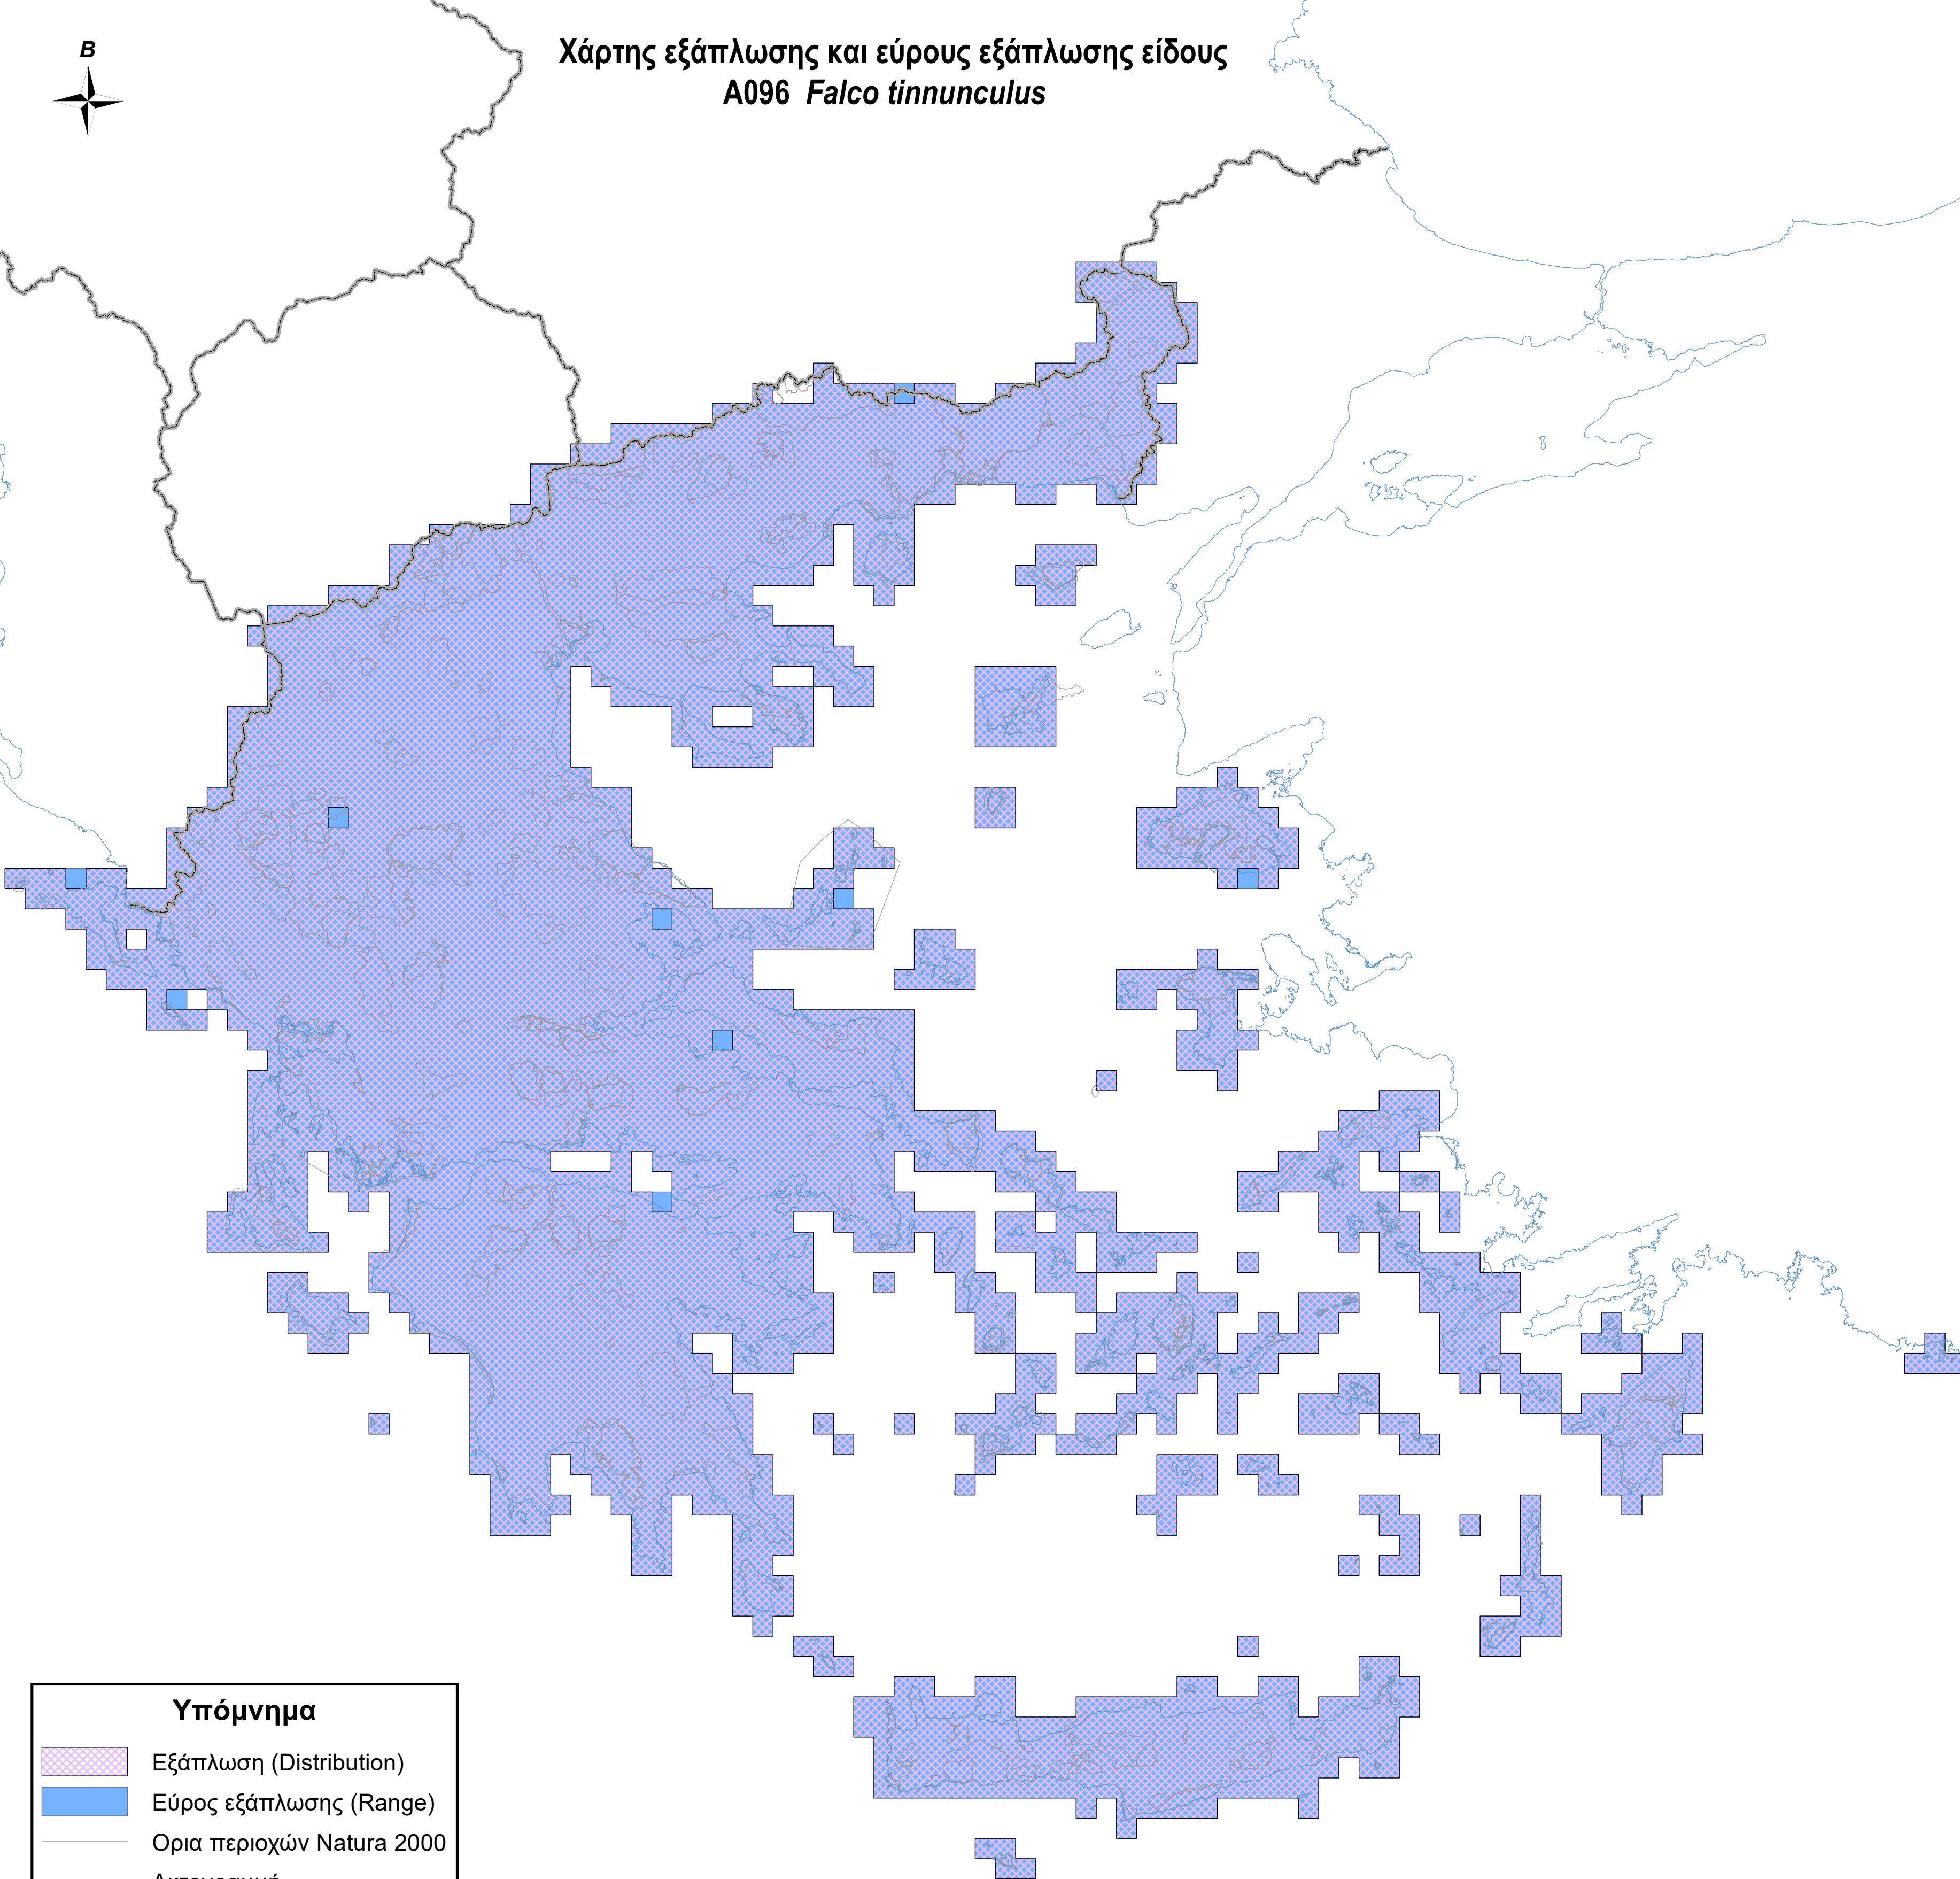 B
Χάρτης εξάπλωσης και εύρους εξάπλωσης είδους
A096 Falco tinnunculus
Υπόμνημα
Εξάπλωση (Distribution)
Εύρος εξάπλωσης (Range)
Ορια περιοχών Natura 2000